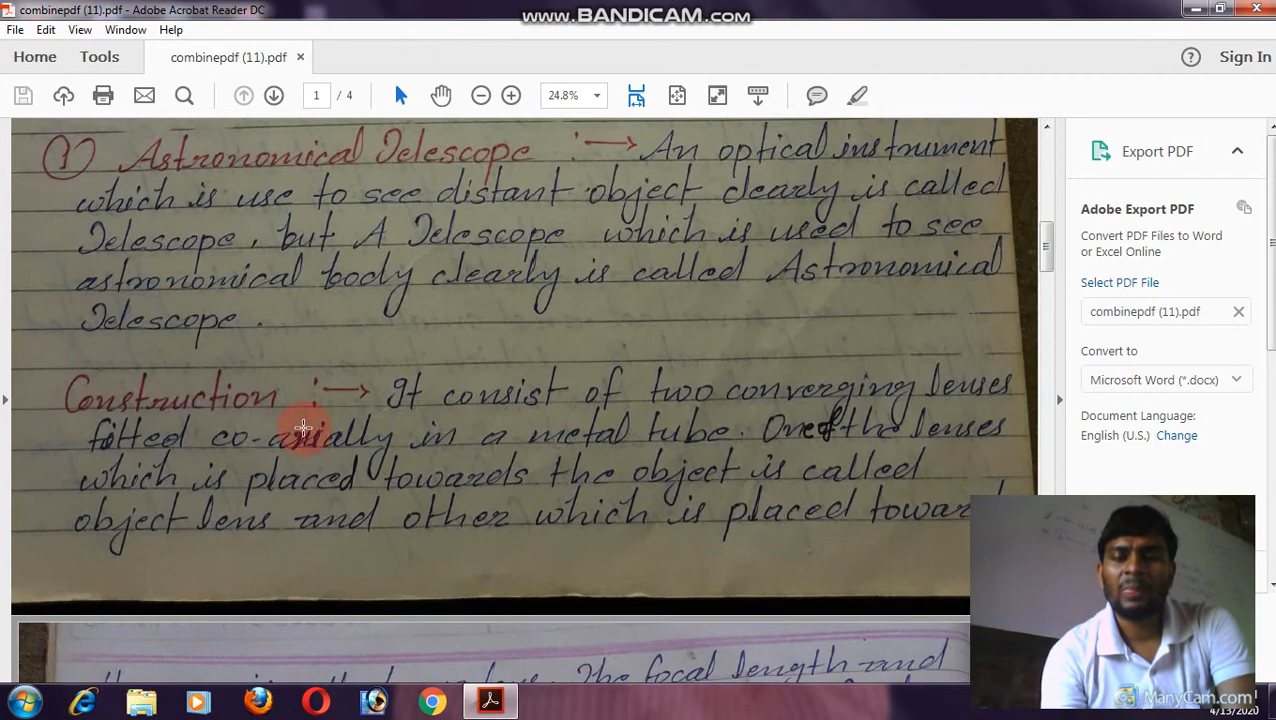 combinepdf (11).pdf - Adobe Acrobat Reader DC
www.BANDICAM.com
File Edit View Window Help
Home Tools combinepdf (11).pdf × Sign In
1 / 4 24.8%
① Astronomical Telescope :→ An optical instrument
which is use to see distant object clearly is called
Telescope, but A Telescope which is used to see
astronomical body clearly is called Astronomical
Telescope.
Construction :→ It consist of two converging lenses
fitted co-axially in a metal tube. One of the lenses
which is placed towards the object is called
object lens and other which is placed towar
The focal length and
Export PDF
Adobe Export PDF
Convert PDF Files to Word
or Excel Online
Select PDF File
combinepdf (11).pdf ×
Convert to
Microsoft Word (*.docx)
Document Language:
English (U.S.) Change
ManyCam.com
4/13/2020